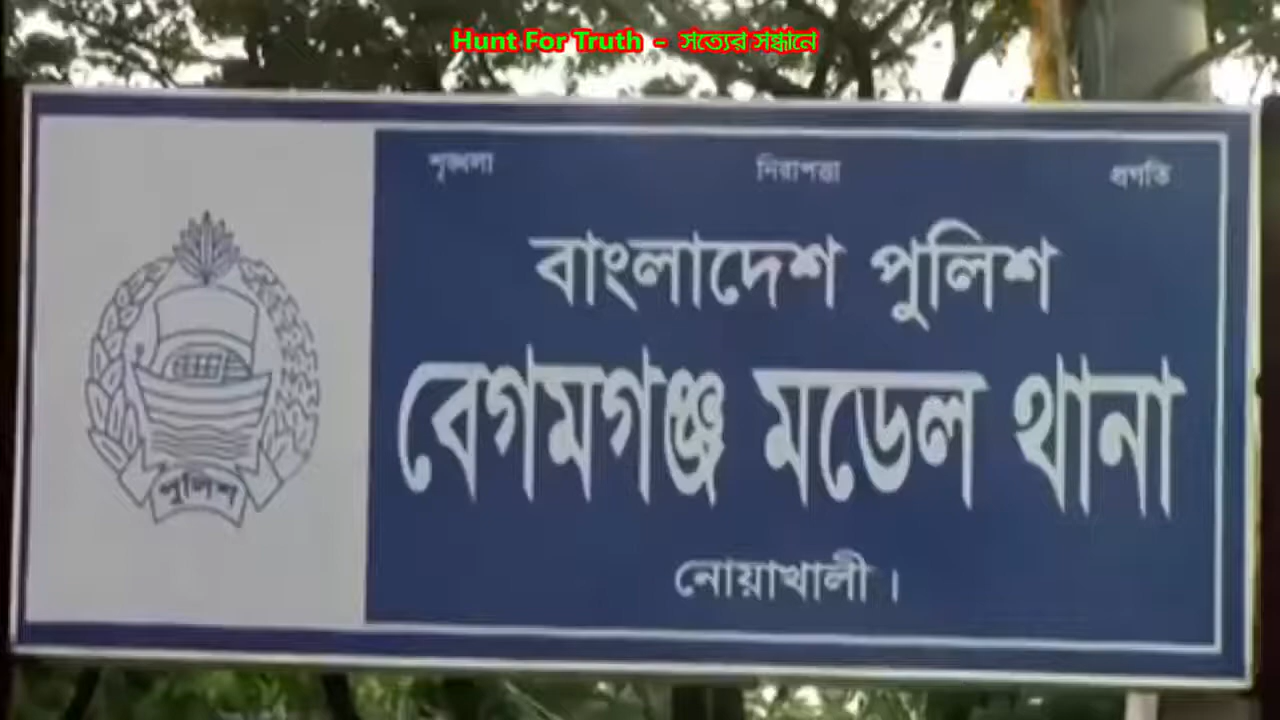 Hunt For Truth - সত্যের সন্ধানে
শৃঙ্খলা নিরাপত্তা প্রগতি
বাংলাদেশ পুলিশ
বেগমগঞ্জ মডেল থানা
নোয়াখালী।
পুলিশ